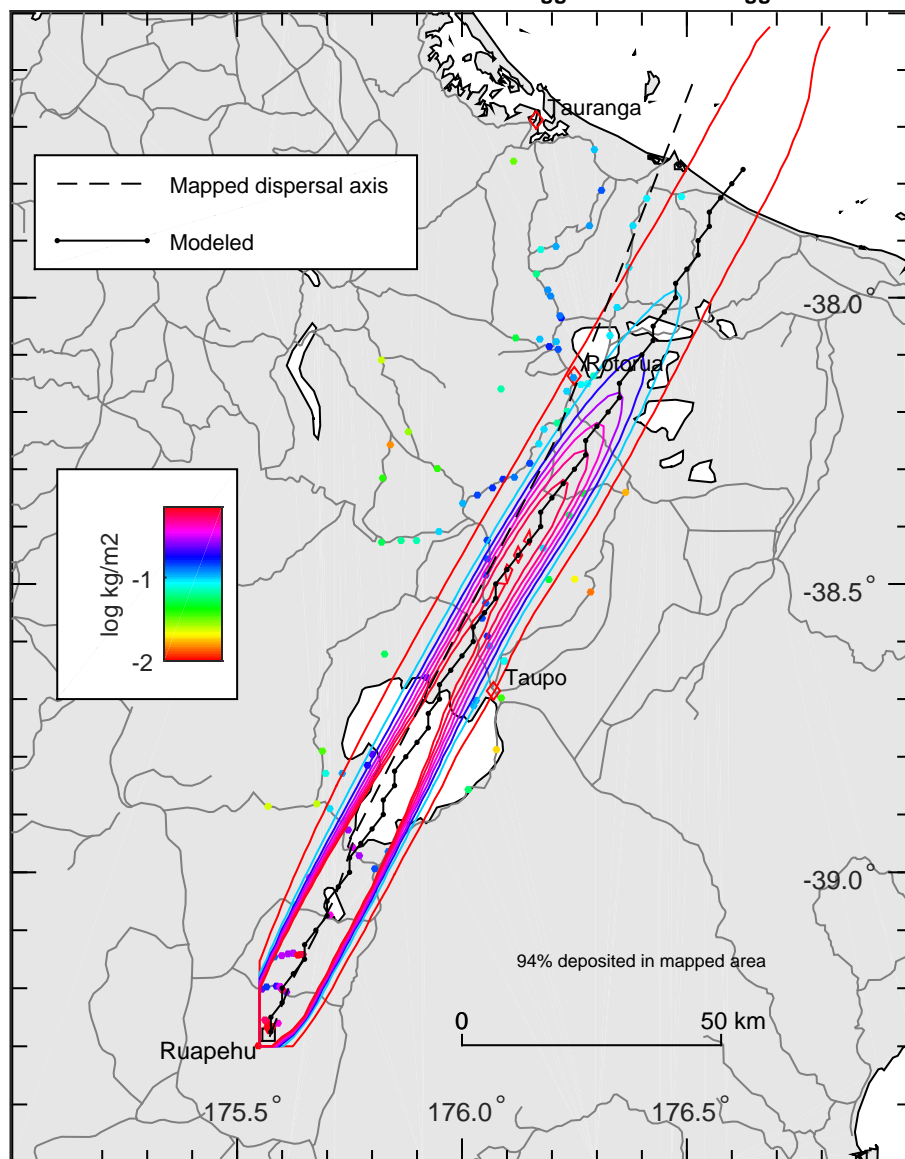 Tauranga
Mapped dispersal axis
Modeled
-38.0°
Rotorua
log kg/m2
-1
-2
-38.5°
Taupo
-39.0°
94% deposited in mapped area
0 50 km
Ruapehu
175.5° 176.0° 176.5°